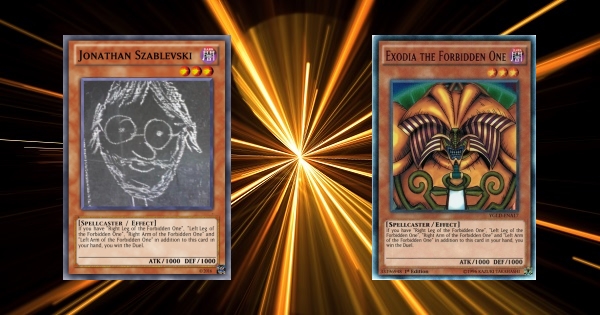 Jonathan Szablevski
[Spellcaster / Effect]
If you have "Right Leg of the Forbidden One", "Left Leg of
the Forbidden One", "Right Arm of the Forbidden One" and
"Left Arm of the Forbidden One" in addition to this card in
your hand, you win the Duel.
ATK/1000 DEF/1000
Exodia the Forbidden One
[Spellcaster / Effect]
If you have "Right Leg of the Forbidden One", "Left Leg of the
Forbidden One", "Right Arm of the Forbidden One" and "Left Arm
of the Forbidden One" in addition to this card in your hand, you
win the Duel.
ATK/1000 DEF/1000
1st Edition